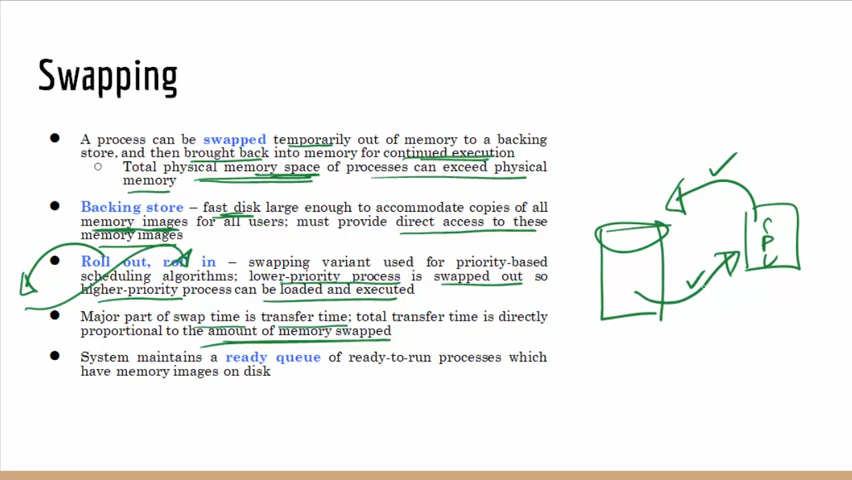 Swapping
● A process can be swapped temporarily out of memory to a backing
store, and then brought back into memory for continued execution
○ Total physical memory space of processes can exceed physical
memory
● Backing store – fast disk large enough to accommodate copies of all
memory images for all users; must provide direct access to these
memory images
● Roll out, roll in – swapping variant used for priority-based
scheduling algorithms; lower-priority process is swapped out so
higher-priority process can be loaded and executed
● Major part of swap time is transfer time; total transfer time is directly
proportional to the amount of memory swapped
● System maintains a ready queue of ready-to-run processes which
have memory images on disk
CPU